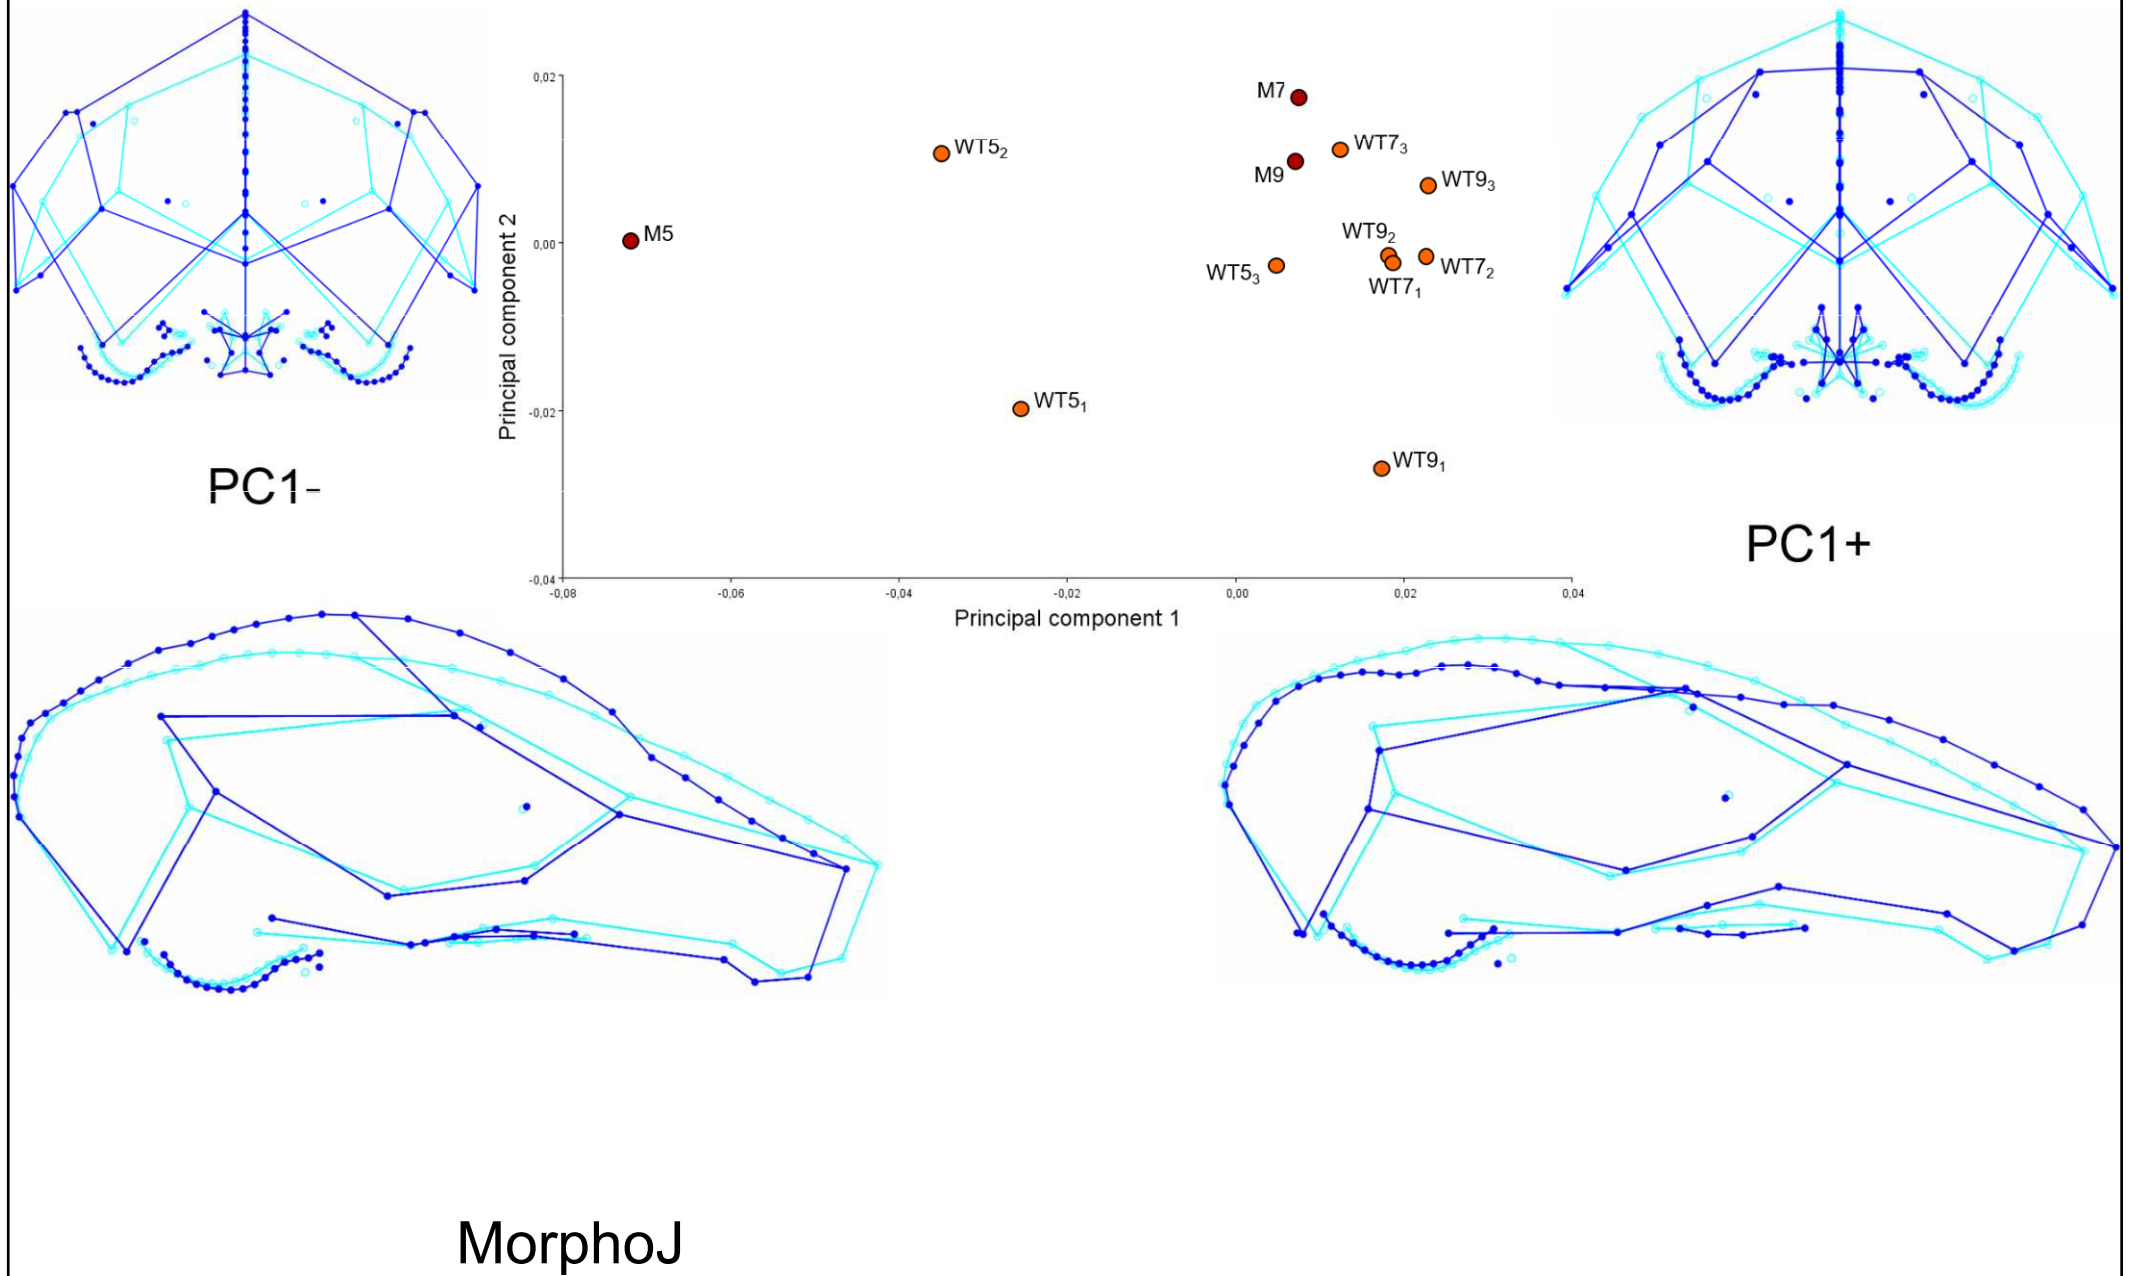 0,02
M7
WT5₂
WT7₃
M9
WT9₃
M5
0,00
WT9₂
WT5₃
WT7₁
WT7₂
Principal component 2
-0,02
WT5₁
WT9₁
PC1-
PC1+
-0,04
-0,08
-0,06
-0,04
-0,02
0,00
0,02
0,04
Principal component 1
MorphoJ